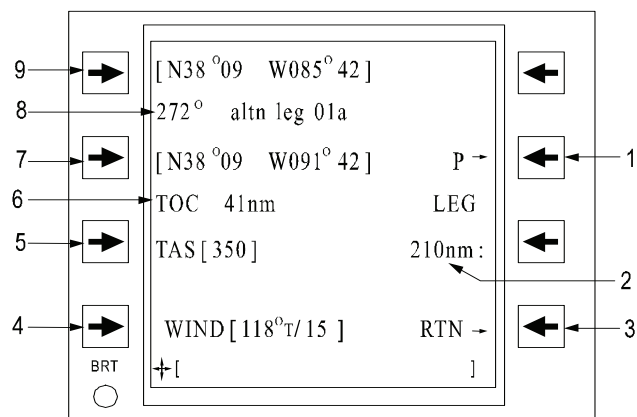 9 [N38°09 W085°42]
8 272° altn leg 01a
7 [N38°09 W091°42] P → 1
6 TOC 41nm LEG
5 TAS[350] 210nm: 2
4 WIND[118°T/15] RTN → 3
BRT [ ]